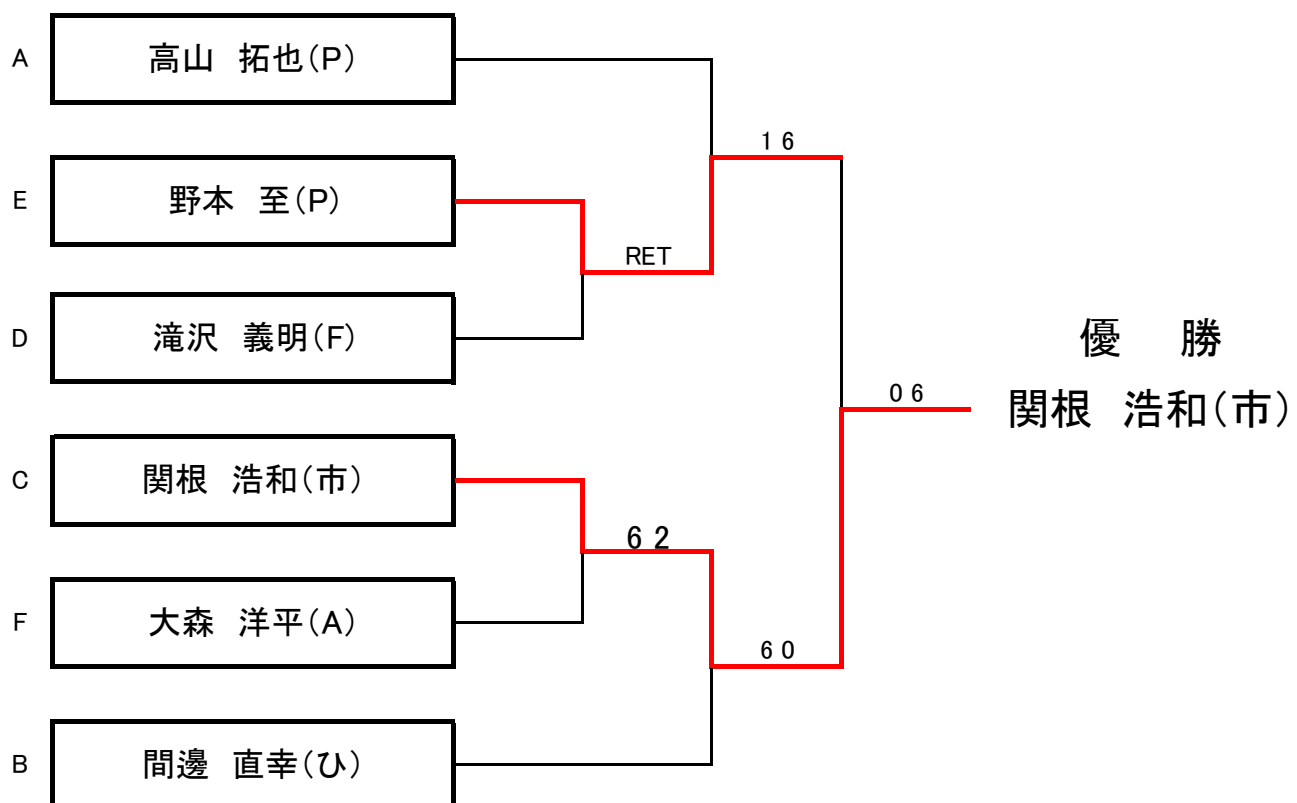 A 高山 拓也(P)
16
E 野本 至(P)
RET
D 滝沢 義明(F)
優 勝
06
関根 浩和(市)
C 関根 浩和(市)
62
F 大森 洋平(A)
60
B 間邊 直幸(ひ)